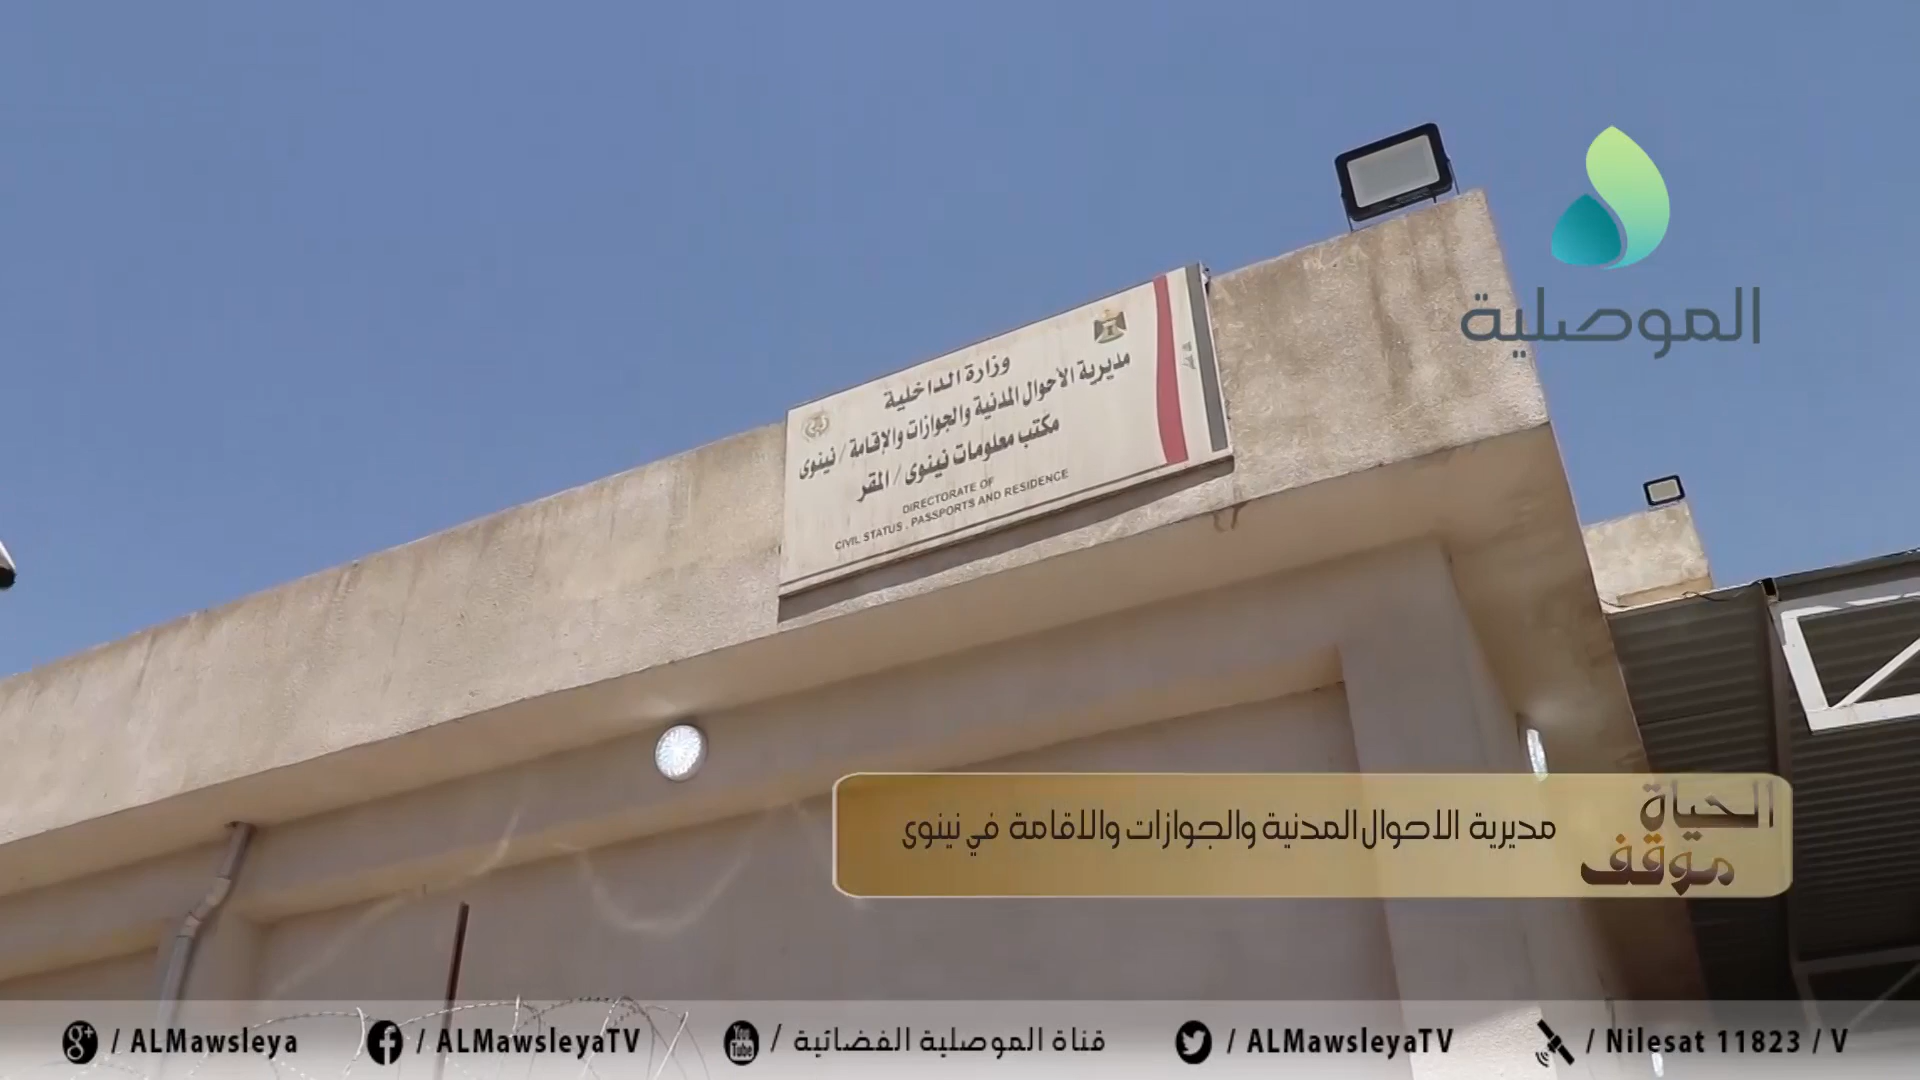 الموصلية
وزارة الداخلية
مديرية الأحوال المدنية والجوازات والإقامة / نينوى
مكتب معلومات نينوى / المقر
DIRECTORATE OF
CIVIL STATUS , PASSPORTS AND RESIDENCE
الحياة
موقف
مديرية الاحوال المدنية والجوازات والاقامة في نينوى
/ ALMawsleya
/ ALMawsleyaTV
/ قناة الموصلية الفضائية
/ ALMawsleyaTV
/ Nilesat 11823 / V